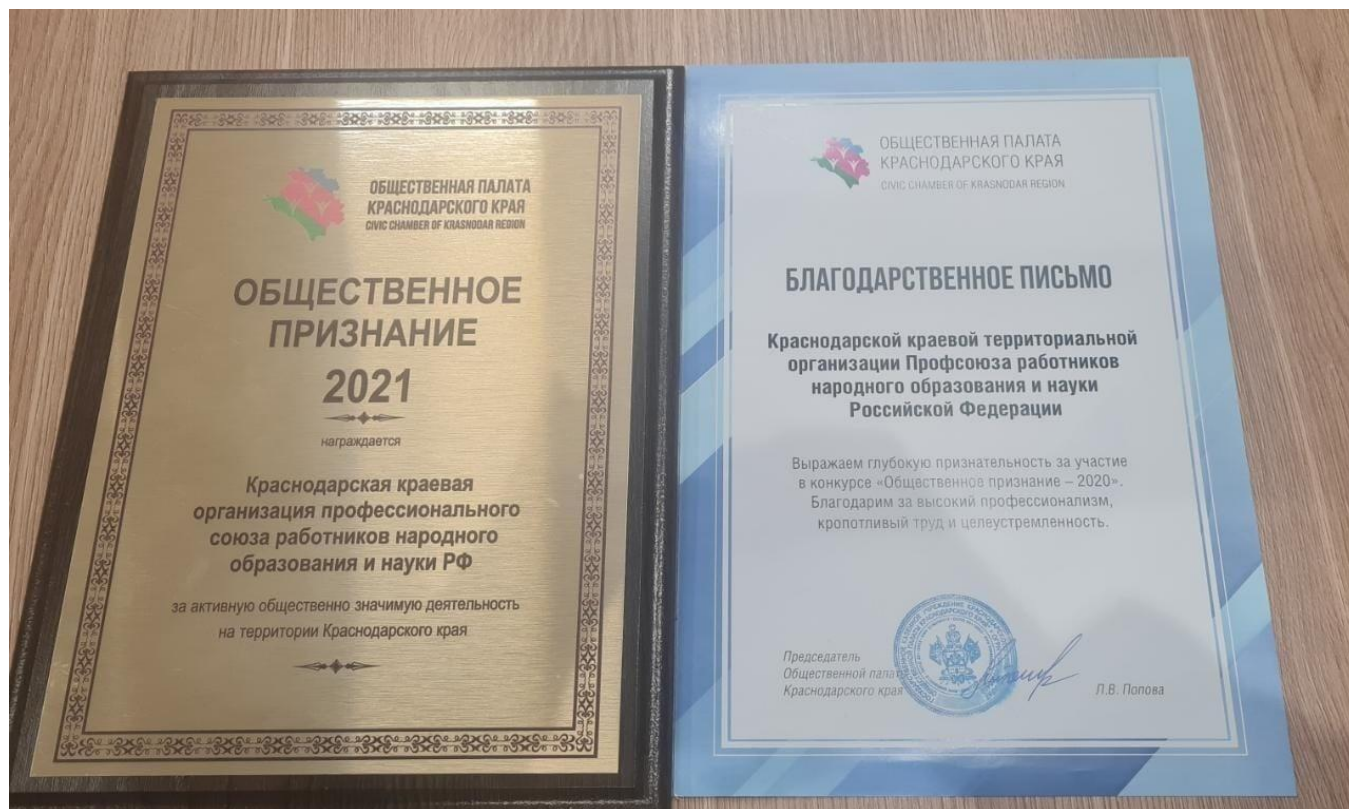 ОБЩЕСТВЕННАЯ ПАЛАТА
КРАСНОДАРСКОГО КРАЯ
CIVIC CHAMBER OF KRASNODAR REGION
ОБЩЕСТВЕННОЕ
ПРИЗНАНИЕ
2021
награждается
Краснодарская краевая
организация профессионального
союза работников народного
образования и науки РФ
за активную общественно значимую деятельность
на территории Краснодарского края
ОБЩЕСТВЕННАЯ ПАЛАТА
КРАСНОДАРСКОГО КРАЯ
CIVIC CHAMBER OF KRASNODAR REGION
БЛАГОДАРСТВЕННОЕ ПИСЬМО
Краснодарской краевой территориальной
организации Профсоюза работников
народного образования и науки
Российской Федерации
Выражаем глубокую признательность за участие
в конкурсе «Общественное признание – 2020».
Благодарим за высокий профессионализм,
кропотливый труд и целеустремленность.
Председатель
Общественной палаты
Краснодарского края
Л.В. Попова